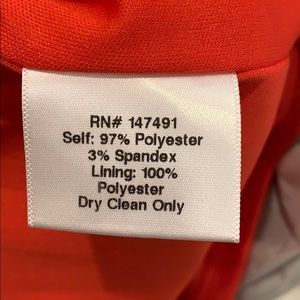 RN# 147491
Self: 97% Polyester
3% Spandex
Lining: 100%
Polyester
Dry Clean Only